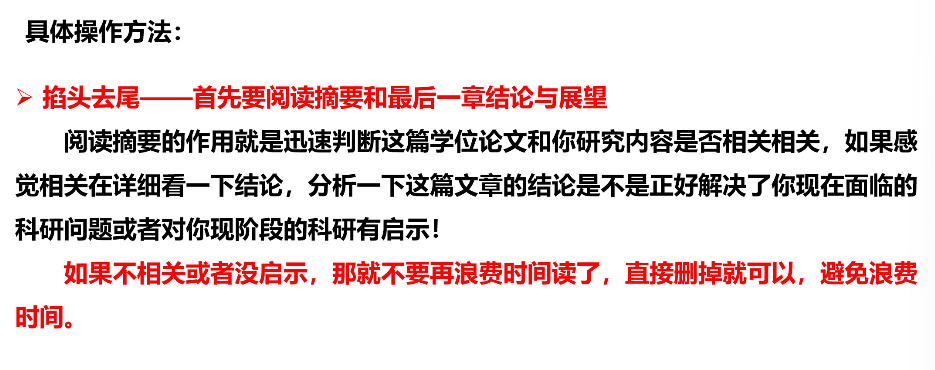 具体操作方法：
➢ 掐头去尾——首先要阅读摘要和最后一章结论与展望
阅读摘要的作用就是迅速判断这篇学位论文和你研究内容是否相关相关，如果感
觉相关在详细看一下结论，分析一下这篇文章的结论是不是正好解决了你现在面临的
科研问题或者对你现阶段的科研有启示！
如果不相关或者没启示，那就不要再浪费时间读了，直接删掉就可以，避免浪费
时间。